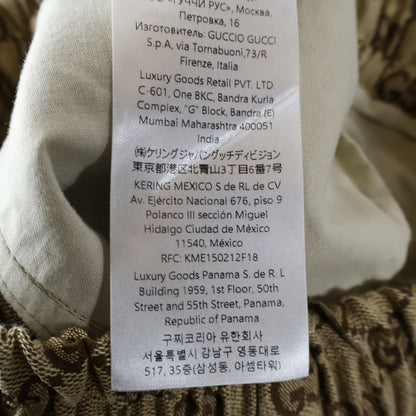 ОО «ГУЧЧИ РУС», Москва,
Петровка, 16
Изготовитель: GUCCIO GUCCI
S.p.A, via Tornabuoni,73/R
Firenze, Italia
Luxury Goods Retail PVT. LTD.
C-601, One BKC, Bandra Kurla
Complex, "G" Block, Bandra (E)
Mumbai Maharashtra 400051
India
㈱ケリングジャパングッチディビジョン
東京都港区北青山3丁目6番7号
KERING MEXICO S de RL de CV
Av. Ejército Nacional 676, piso 9
Polanco III sección Miguel
Hidalgo Ciudad de México
11540, México
RFC: KME150212F18
Luxury Goods Panama S. de R. L
Building 1959, 1st Floor, 50th
Street and 55th Street, Panama,
Republic of Panama
구찌코리아 유한회사
서울특별시 강남구 영동대로
517, 35층(삼성동, 아셈타워)